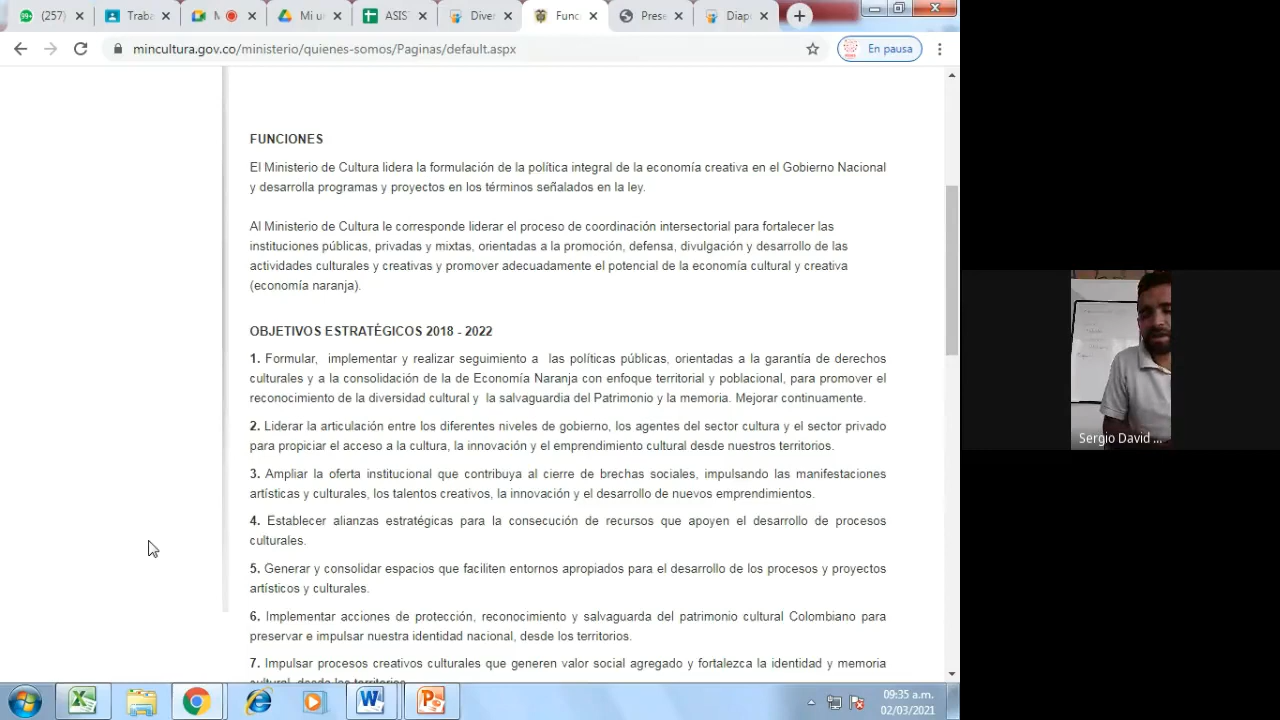 (257)
Traba
M
Mi u
ASIS
Diver
Func
Prese
Diapo
mincultura.gov.co/ministerio/quienes-somos/Paginas/default.aspx
En pausa
FUNCIONES
El Ministerio de Cultura lidera la formulación de la política integral de la economía creativa en el Gobierno Nacional
y desarrolla programas y proyectos en los términos señalados en la ley.
Al Ministerio de Cultura le corresponde liderar el proceso de coordinación intersectorial para fortalecer las
instituciones públicas, privadas y mixtas, orientadas a la promoción, defensa, divulgación y desarrollo de las
actividades culturales y creativas y promover adecuadamente el potencial de la economía cultural y creativa
(economía naranja).
OBJETIVOS ESTRATÉGICOS 2018 - 2022
1. Formular, implementar y realizar seguimiento a las políticas públicas, orientadas a la garantía de derechos
culturales y a la consolidación de la de Economía Naranja con enfoque territorial y poblacional, para promover el
reconocimiento de la diversidad cultural y la salvaguardia del Patrimonio y la memoria. Mejorar continuamente.
2. Liderar la articulación entre los diferentes niveles de gobierno, los agentes del sector cultura y el sector privado
para propiciar el acceso a la cultura, la innovación y el emprendimiento cultural desde nuestros territorios.
3. Ampliar la oferta institucional que contribuya al cierre de brechas sociales, impulsando las manifestaciones
artísticas y culturales, los talentos creativos, la innovación y el desarrollo de nuevos emprendimientos.
4. Establecer alianzas estratégicas para la consecución de recursos que apoyen el desarrollo de procesos
culturales.
5. Generar y consolidar espacios que faciliten entornos apropiados para el desarrollo de los procesos y proyectos
artísticos y culturales.
6. Implementar acciones de protección, reconocimiento y salvaguarda del patrimonio cultural Colombiano para
preservar e impulsar nuestra identidad nacional, desde los territorios.
7. Impulsar procesos creativos culturales que generen valor social agregado y fortalezca la identidad y memoria
cultural, desde los territorios.
Sergio David ...
09:35 a.m.
02/03/2021